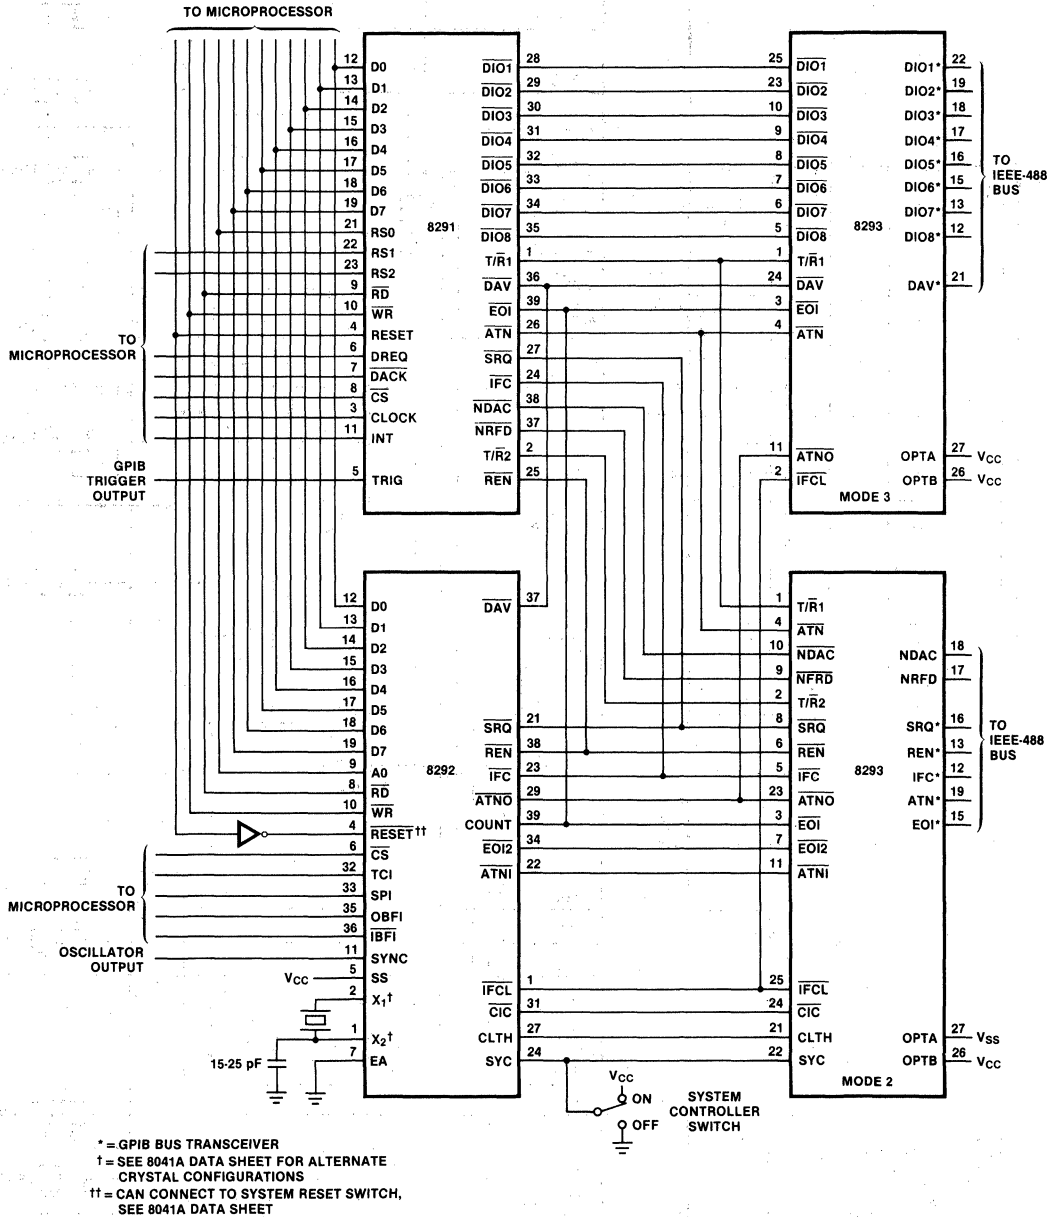 TO MICROPROCESSOR
12 D0
13 D1
14 D2
15 D3
16 D4
17 D5
18 D6
19 D7
21 RS0
22 RS1
23 RS2
9 RD
10 WR
4 RESET
6 DREQ
7 DACK
8 CS
3 CLOCK
11 INT
5 TRIG
TO
MICROPROCESSOR
GPIB
TRIGGER
OUTPUT
8291
DIO1 28
DIO2 29
DIO3 30
DIO4 31
DIO5 32
DIO6 33
DIO7 34
DIO8 35
T/R1 1
DAV 36
EOI 39
ATN 26
SRQ 27
IFC 24
NDAC 38
NRFD 37
T/R2 2
REN 25
25 DIO1
23 DIO2
10 DIO3
9 DIO4
8 DIO5
7 DIO6
6 DIO7
5 DIO8
1 T/R1
24 DAV
3 EOI
4 ATN
11 ATNO
2 IFCL
8293
MODE 3
DIO1* 22
DIO2* 19
DIO3* 18
DIO4* 17
DIO5* 16
DIO6* 15
DIO7* 13
DIO8* 12
DAV* 21
OPTA 27 VCC
OPTB 26 VCC
TO
IEEE-488
BUS
12 D0
13 D1
14 D2
15 D3
16 D4
17 D5
18 D6
19 D7
9 A0
8 RD
10 WR
4 RESET††
6 CS
32 TCI
33 SPI
35 OBFI
36 IBFI
11 SYNC
VCC 5 SS
2 X1†
1 X2†
7 EA
TO
MICROPROCESSOR
OSCILLATOR
OUTPUT
15-25 pF
8292
DAV 37
SRQ 21
REN 38
IFC 23
ATNO 29
COUNT 39
EOI2 34
ATNI 22
IFCL 1
CIC 31
CLTH 27
SYC 24
VCC
ON
OFF
SYSTEM
CONTROLLER
SWITCH
1 T/R1
4 ATN
10 NDAC
9 NFRD
2 T/R2
8 SRQ
6 REN
5 IFC
23 ATNO
3 EOI
7 EOI2
11 ATNI
25 IFCL
24 CIC
21 CLTH
22 SYC
8293
MODE 2
NDAC 18
NRFD 17
SRQ* 16
REN* 13
IFC* 12
ATN* 19
EOI* 15
OPTA 27 VSS
OPTB 26 VCC
TO
IEEE-488
BUS
* = GPIB BUS TRANSCEIVER
† = SEE 8041A DATA SHEET FOR ALTERNATE
CRYSTAL CONFIGURATIONS
†† = CAN CONNECT TO SYSTEM RESET SWITCH,
SEE 8041A DATA SHEET